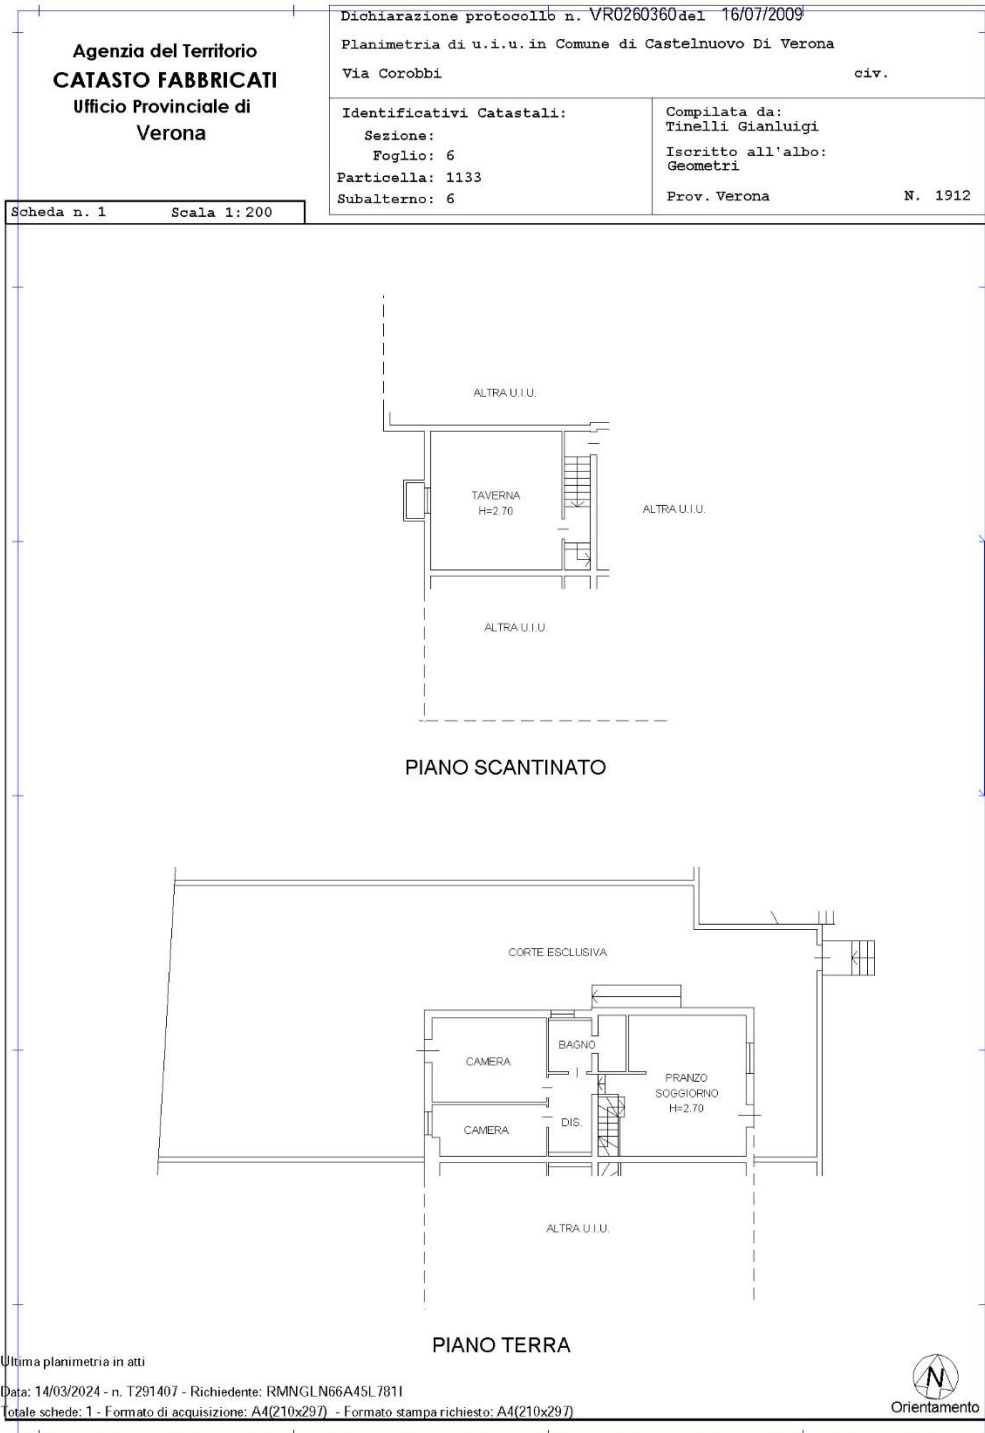 Agenzia del Territorio
CATASTO FABBRICATI
Ufficio Provinciale di
Verona
Dichiarazione protocollo n. VR0260360 del 16/07/2009
Planimetria di u.i.u. in Comune di Castelnuovo Di Verona
Via Corobbi civ.
Identificativi Catastali:
Sezione:
Foglio: 6
Particella: 1133
Subalterno: 6
Compilata da:
Tinelli Gianluigi
Iscritto all'albo:
Geometri
Prov. Verona N. 1912
Scheda n. 1 Scala 1:200
ALTRA U.I.U.
TAVERNA
H=2.70
ALTRA U.I.U.
ALTRA U.I.U.
PIANO SCANTINATO
CORTE ESCLUSIVA
BAGNO
CAMERA
PRANZO
SOGGIORNO
H=2.70
CAMERA
DIS.
ALTRA U.I.U.
PIANO TERRA
Ultima planimetria in atti
Data: 14/03/2024 - n. T291407 - Richiedente: RMNGLN66A45L781I
Totale schede: 1 - Formato di acquisizione: A4(210x297) - Formato stampa richiesto: A4(210x297)
N
Orientamento